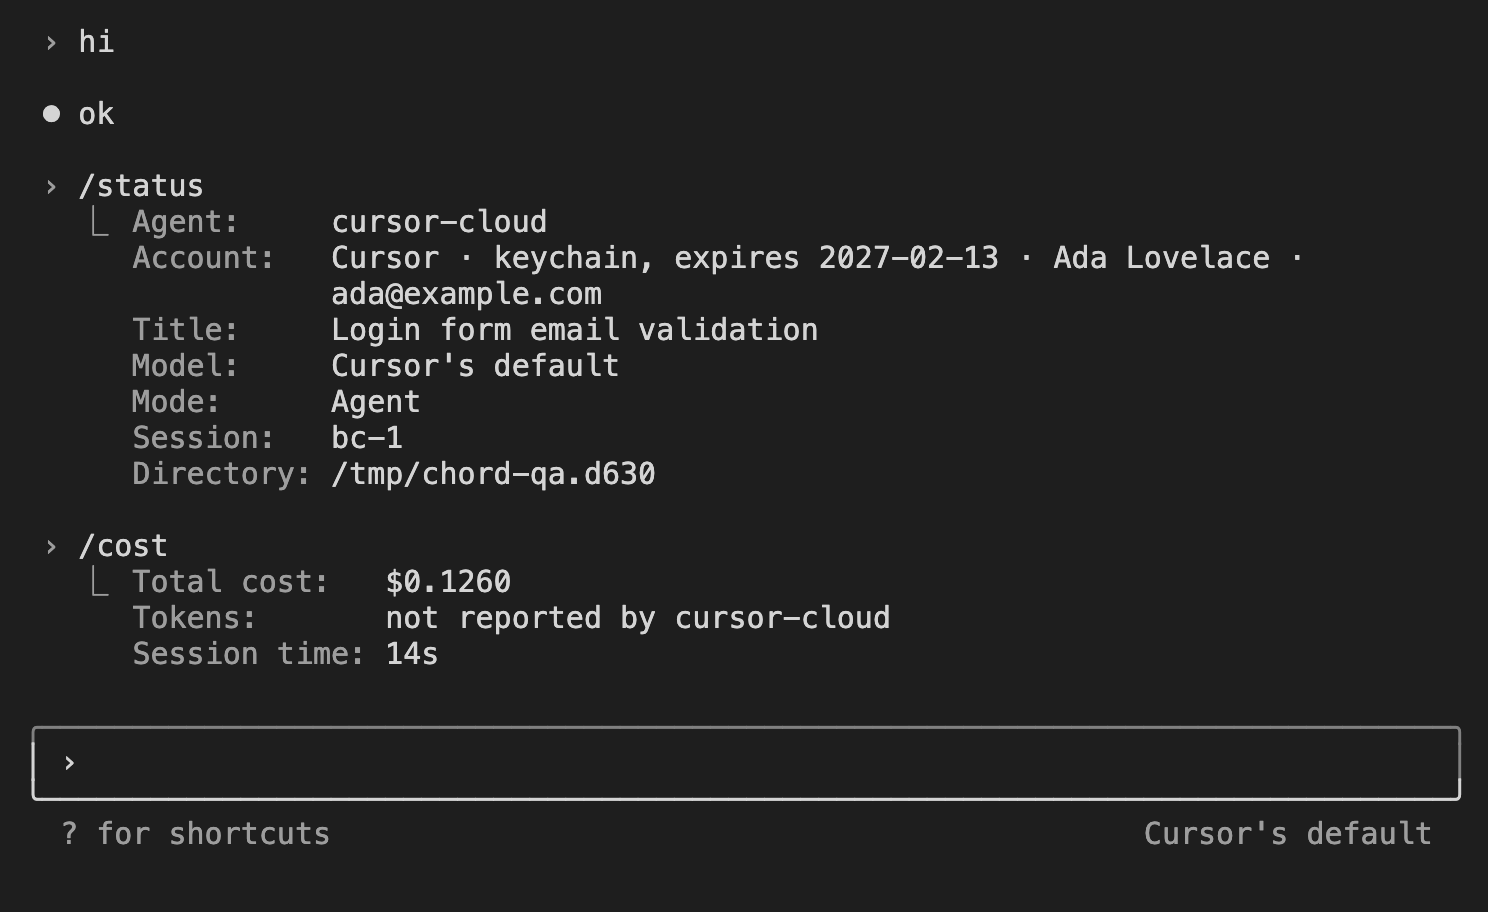 › hi
● ok
› /status
⎿ Agent: cursor-cloud
Account: Cursor · keychain, expires 2027-02-13 · Ada Lovelace ·
ada@example.com
Title: Login form email validation
Model: Cursor's default
Mode: Agent
Session: bc-1
Directory: /tmp/chord-qa.d630
› /cost
⎿ Total cost: $0.1260
Tokens: not reported by cursor-cloud
Session time: 14s
›
? for shortcuts Cursor's default